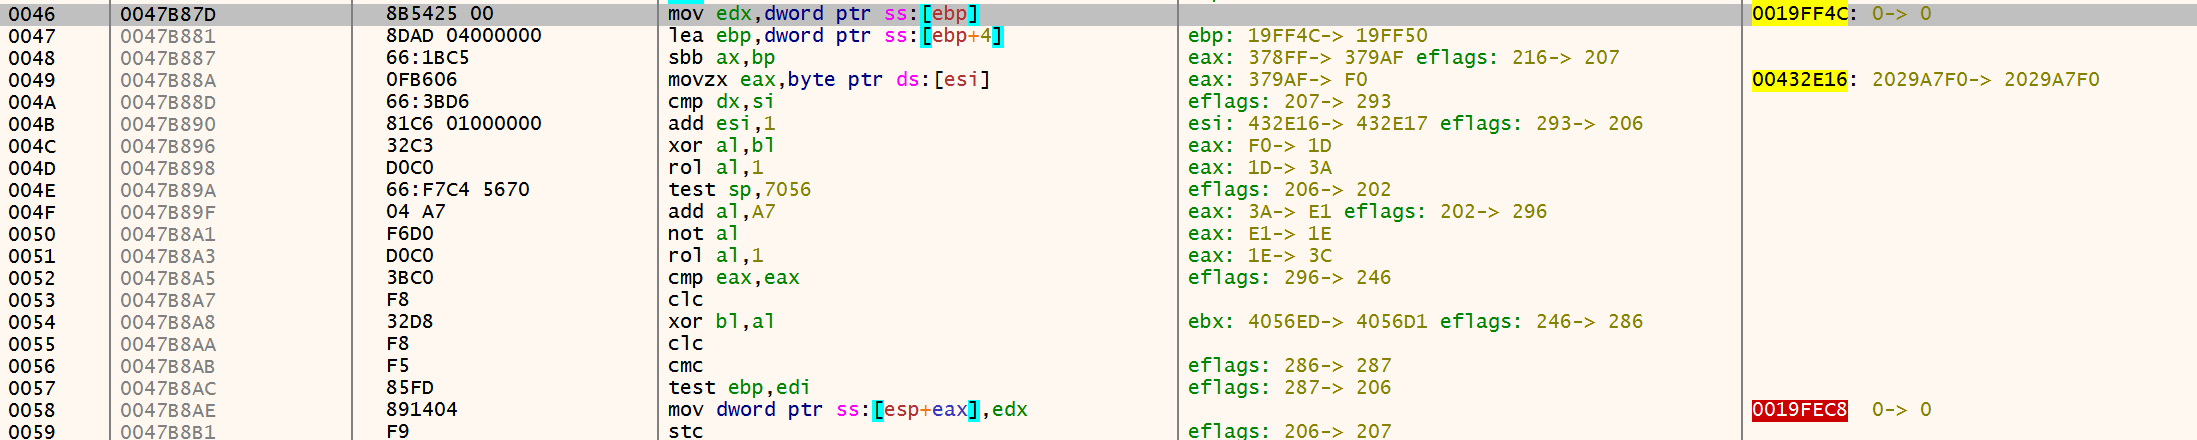 0046 0047B87D 8B5425 00 mov edx,dword ptr ss:[ebp] 0019FF4C: 0-> 0
0047 0047B881 8DAD 04000000 lea ebp,dword ptr ss:[ebp+4] ebp: 19FF4C-> 19FF50
0048 0047B887 66:1BC5 sbb ax,bp eax: 378FF-> 379AF eflags: 216-> 207
0049 0047B88A 0FB606 movzx eax,byte ptr ds:[esi] eax: 379AF-> F0 00432E16: 2029A7F0-> 2029A7F0
004A 0047B88D 66:3BD6 cmp dx,si eflags: 207-> 293
004B 0047B890 81C6 01000000 add esi,1 esi: 432E16-> 432E17 eflags: 293-> 206
004C 0047B896 32C3 xor al,bl eax: F0-> 1D
004D 0047B898 D0C0 rol al,1 eax: 1D-> 3A
004E 0047B89A 66:F7C4 5670 test sp,7056 eflags: 206-> 202
004F 0047B89F 04 A7 add al,A7 eax: 3A-> E1 eflags: 202-> 296
0050 0047B8A1 F6D0 not al eax: E1-> 1E
0051 0047B8A3 D0C0 rol al,1 eax: 1E-> 3C
0052 0047B8A5 3BC0 cmp eax,eax eflags: 296-> 246
0053 0047B8A7 F8 clc
0054 0047B8A8 32D8 xor bl,al ebx: 4056ED-> 4056D1 eflags: 246-> 286
0055 0047B8AA F8 clc
0056 0047B8AB F5 cmc eflags: 286-> 287
0057 0047B8AC 85FD test ebp,edi eflags: 287-> 206
0058 0047B8AE 891404 mov dword ptr ss:[esp+eax],edx 0019FEC8 0-> 0
0059 0047B8B1 F9 stc eflags: 206-> 207